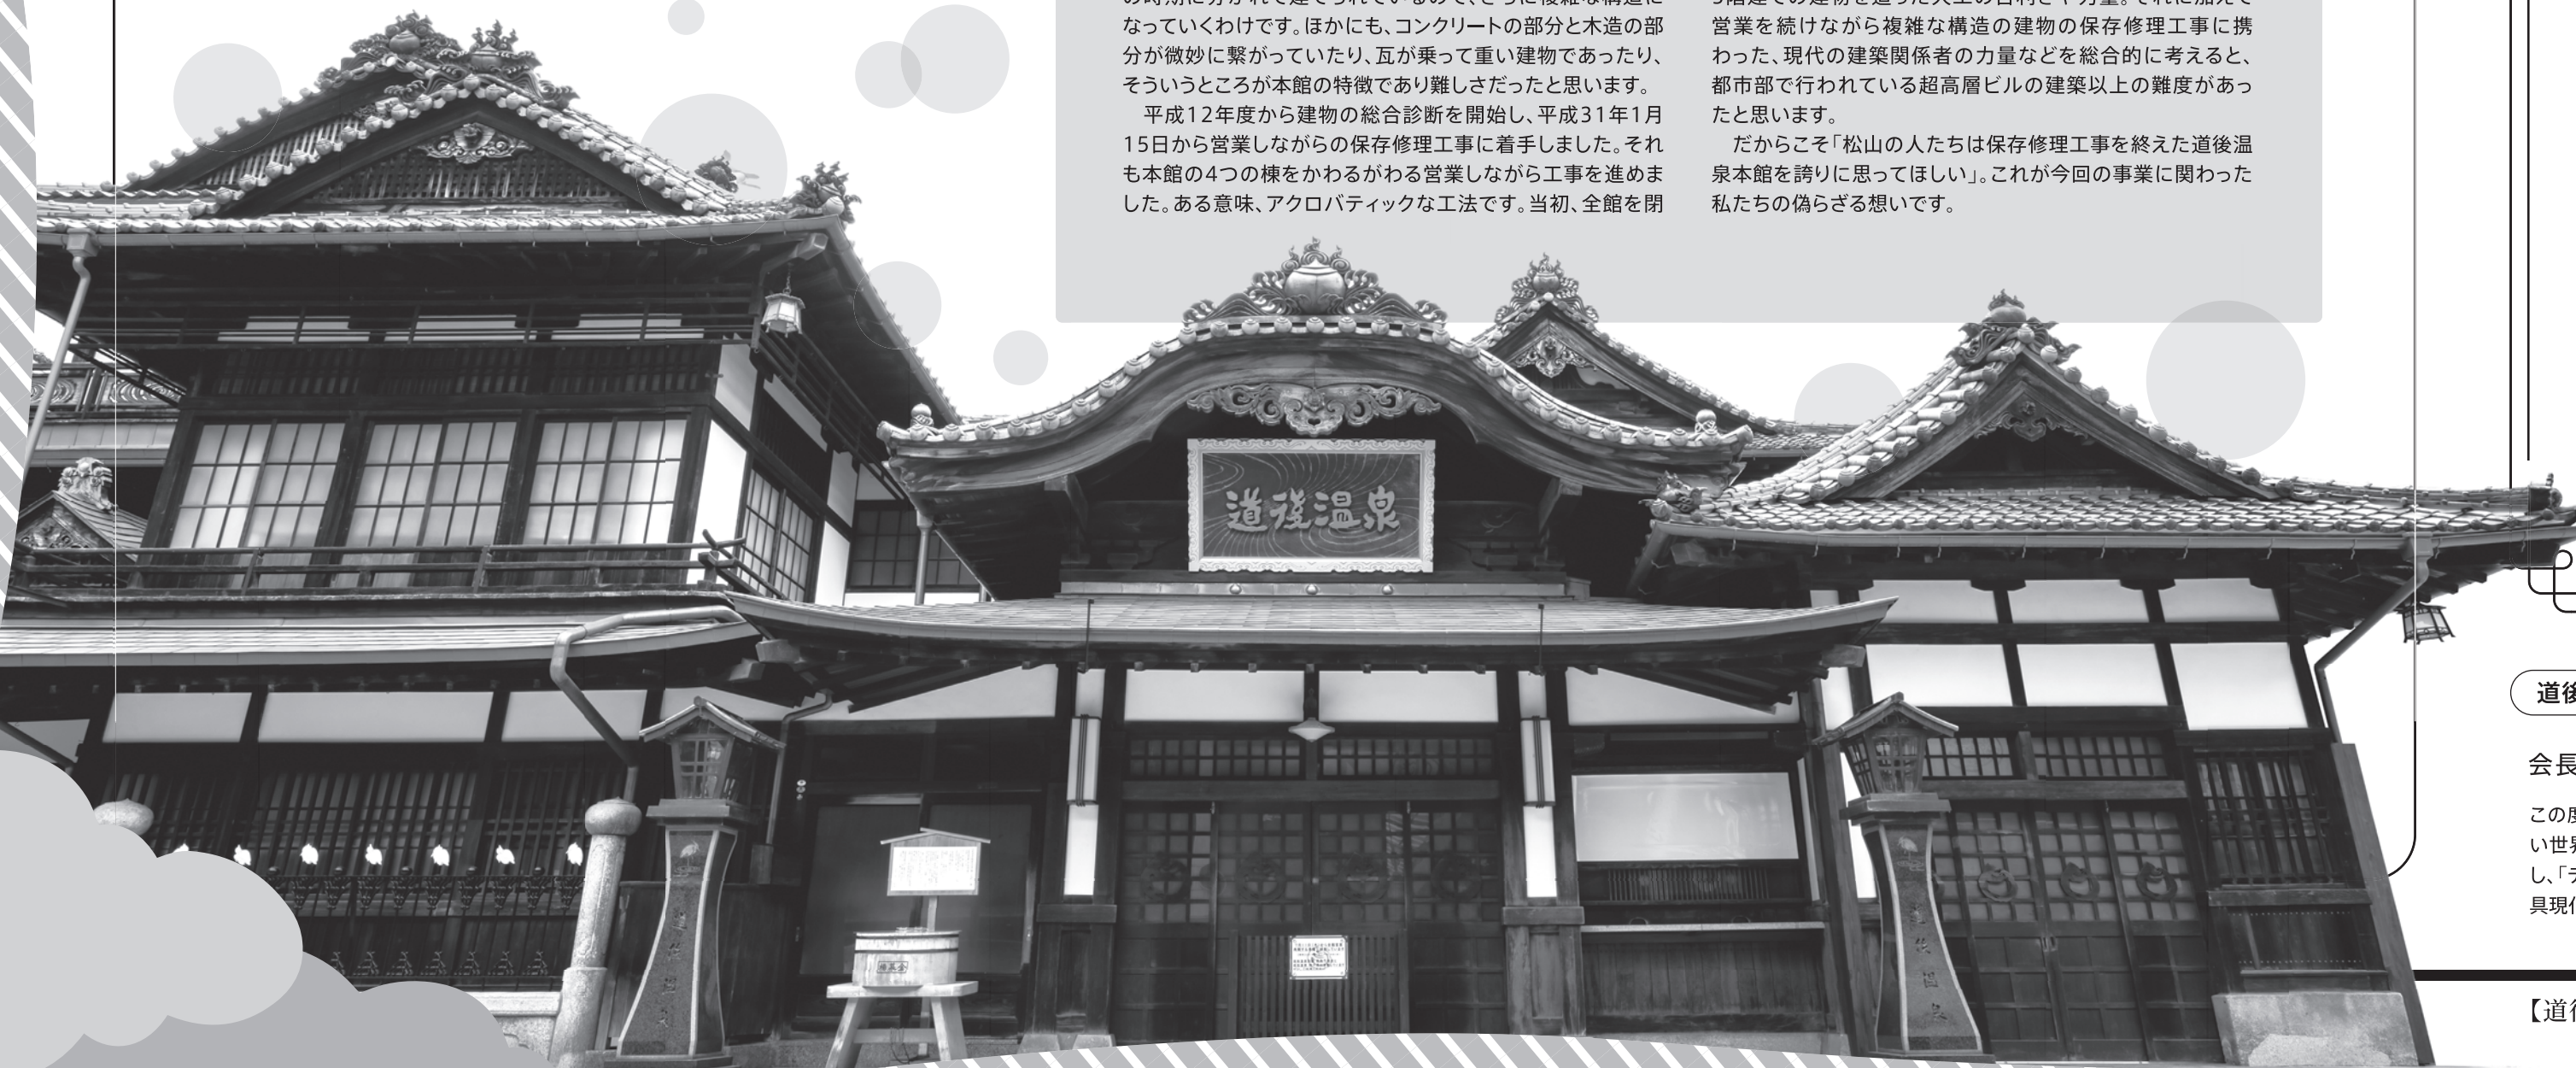 なっていくわけです。ほかにも、コンクリートの部分と木造の部
分が微妙に繋がっていたり、瓦が乗って重い建物であったり、
そういうところが本館の特徴であり難しさだったと思います。
　平成12年度から建物の総合診断を開始し、平成31年1月
15日から営業しながらの保存修理工事に着手しました。それ
も本館の4つの棟をかわるがわる営業しながら工事を進めま
した。ある意味、アクロバティックな工法です。当初、全館を閉
営業を続けながら複雑な構造の建物の保存修理工事に携
わった、現代の建築関係者の力量などを総合的に考えると、
都市部で行われている超高層ビルの建築以上の難度があっ
たと思います。
　だからこそ「松山の人たちは保存修理工事を終えた道後温
泉本館を誇りに思ってほしい」。これが今回の事業に関わった
私たちの偽らざる想いです。
道後温泉
道後
会長
この度
い世界
し、「テ
具現化
【道後